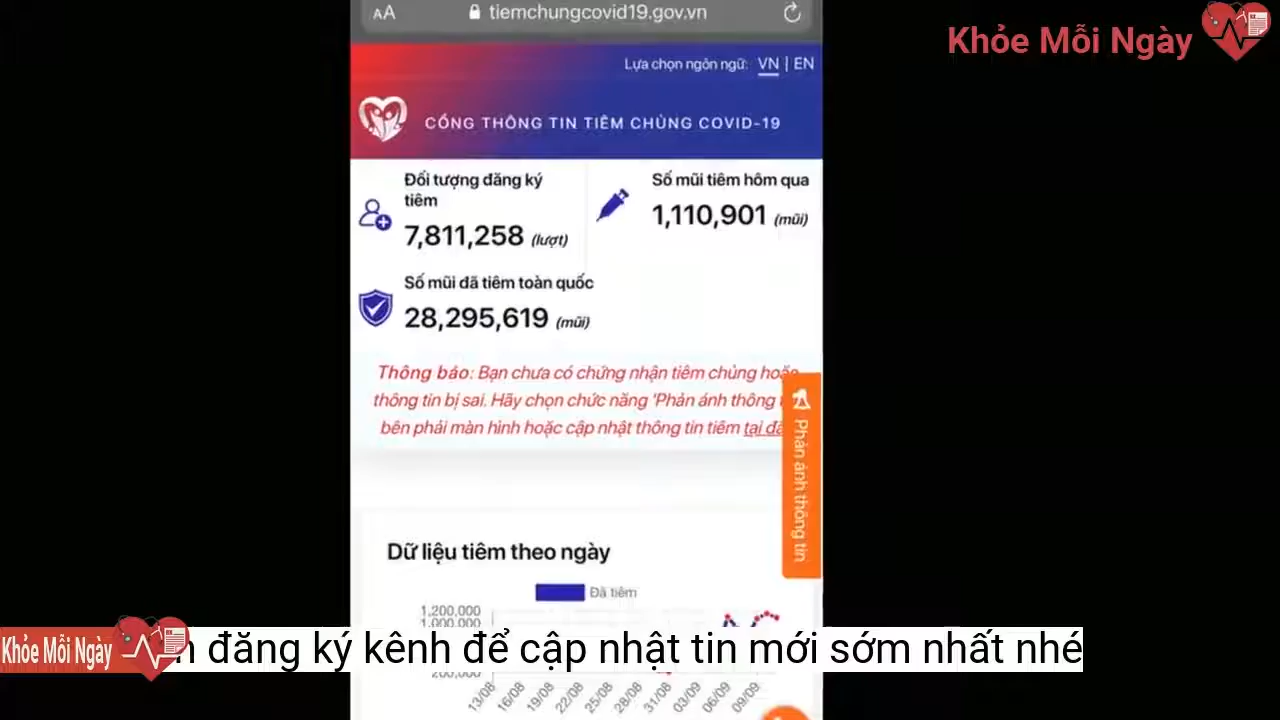 AA tiemchungcovid19.gov.vn
Khỏe Mỗi Ngày
Lựa chọn ngôn ngữ: VN | EN
CỔNG THÔNG TIN TIÊM CHỦNG COVID-19
Đối tượng đăng ký
tiêm
7,811,258 (lượt)
Số mũi tiêm hôm qua
1,110,901 (mũi)
Số mũi đã tiêm toàn quốc
28,295,619 (mũi)
Thông báo: Bạn chưa có chứng nhận tiêm chủng hoặc
thông tin bị sai. Hãy chọn chức năng 'Phản ánh thông
bên phải màn hình hoặc cập nhật thông tin tiêm tại
Phản ánh thông tin
Dữ liệu tiêm theo ngày
Đã tiêm
1,200,000
1,000,000
Khỏe Mỗi Ngày
đăng ký kênh để cập nhật tin mới sớm nhất nhé
200,000
13/08 16/08 19/08 22/08 25/08 28/08 31/08 03/09 06/09 09/09